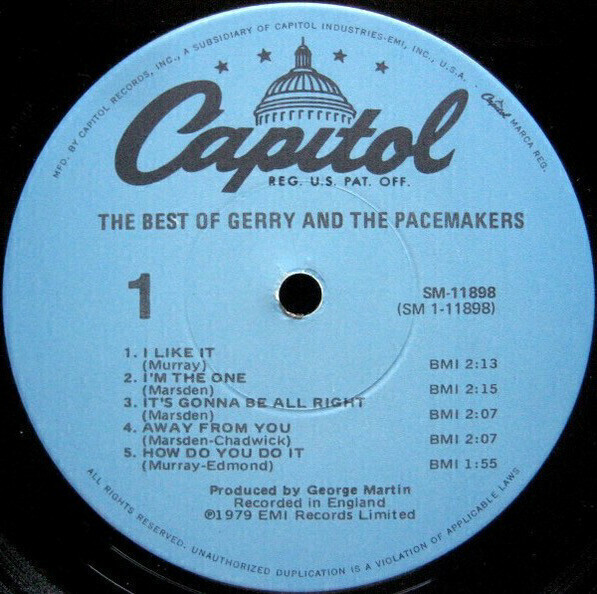 MFD. BY CAPITOL RECORDS, INC., A SUBSIDIARY OF CAPITOL INDUSTRIES-EMI, INC., U.S.A.
Capitol MARCA REG.
Capitol
REG. U.S. PAT. OFF.
THE BEST OF GERRY AND THE PACEMAKERS
1
SM-11898
(SM 1-11898)
1. I LIKE IT
(Murray) BMI 2:13
2. I'M THE ONE
(Marsden) BMI 2:15
3. IT'S GONNA BE ALL RIGHT
(Marsden) BMI 2:07
4. AWAY FROM YOU
(Marsden-Chadwick) BMI 2:07
5. HOW DO YOU DO IT
(Murray-Edmond) BMI 1:55
Produced by George Martin
Recorded in England
℗1979 EMI Records Limited
ALL RIGHTS RESERVED. UNAUTHORIZED DUPLICATION IS A VIOLATION OF APPLICABLE LAWS